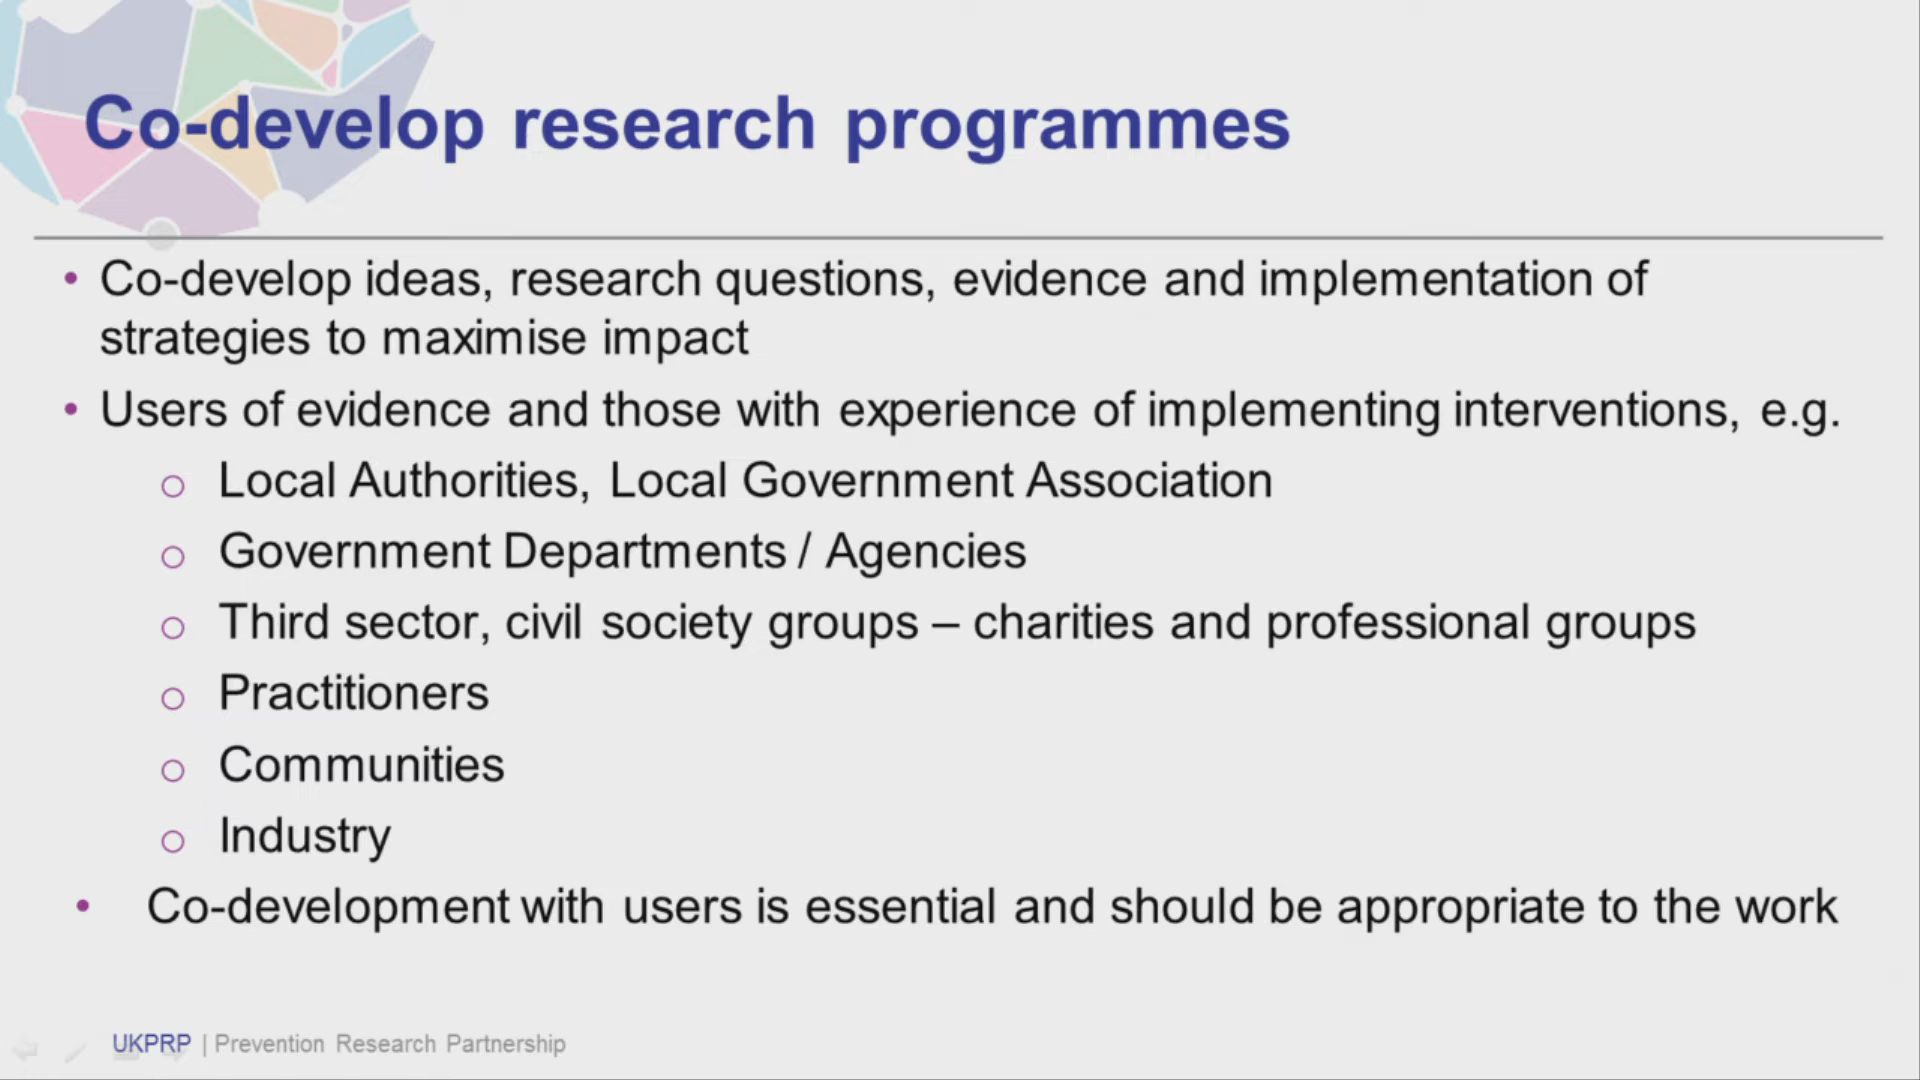 Co-develop research programmes
• Co-develop ideas, research questions, evidence and implementation of
strategies to maximise impact
• Users of evidence and those with experience of implementing interventions, e.g.
o Local Authorities, Local Government Association
o Government Departments / Agencies
o Third sector, civil society groups – charities and professional groups
o Practitioners
o Communities
o Industry
• Co-development with users is essential and should be appropriate to the work
UKPRP | Prevention Research Partnership